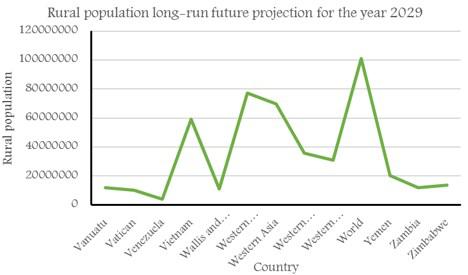 Rural population long-run future projection for the year 2029
120000000
100000000
80000000
60000000
40000000
20000000
0
Rural population
Vanuatu
Vatican
Venezuela
Vietnam
Wallis and...
Western...
Western Asia
Western...
Western...
World
Yemen
Zambia
Zimbabwe
Country